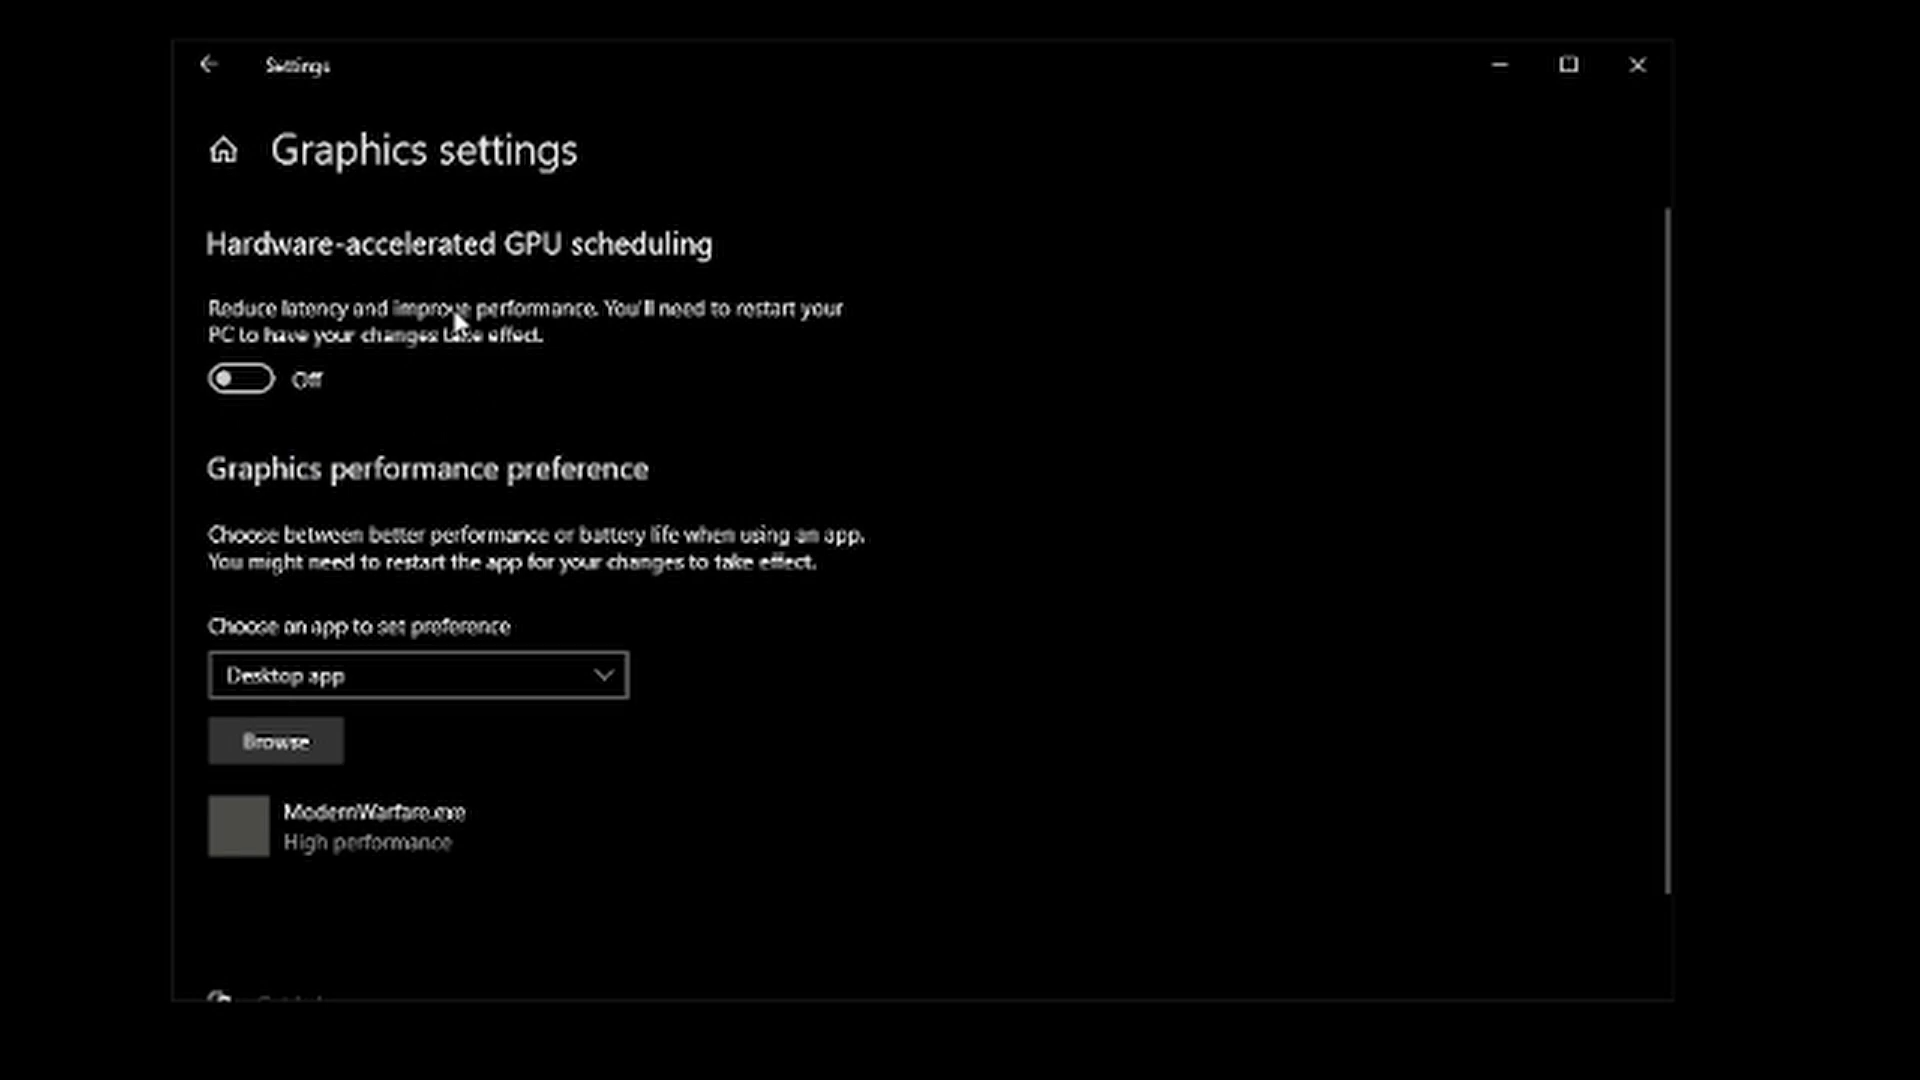 Settings
Graphics settings
Hardware-accelerated GPU scheduling
Reduce latency and improve performance. You'll need to restart your
PC to have your changes take effect.
Off
Graphics performance preference
Choose between better performance or battery life when using an app.
You might need to restart the app for your changes to take effect.
Choose an app to set preference
Desktop app
Browse
ModernWarfare.exe
High performance